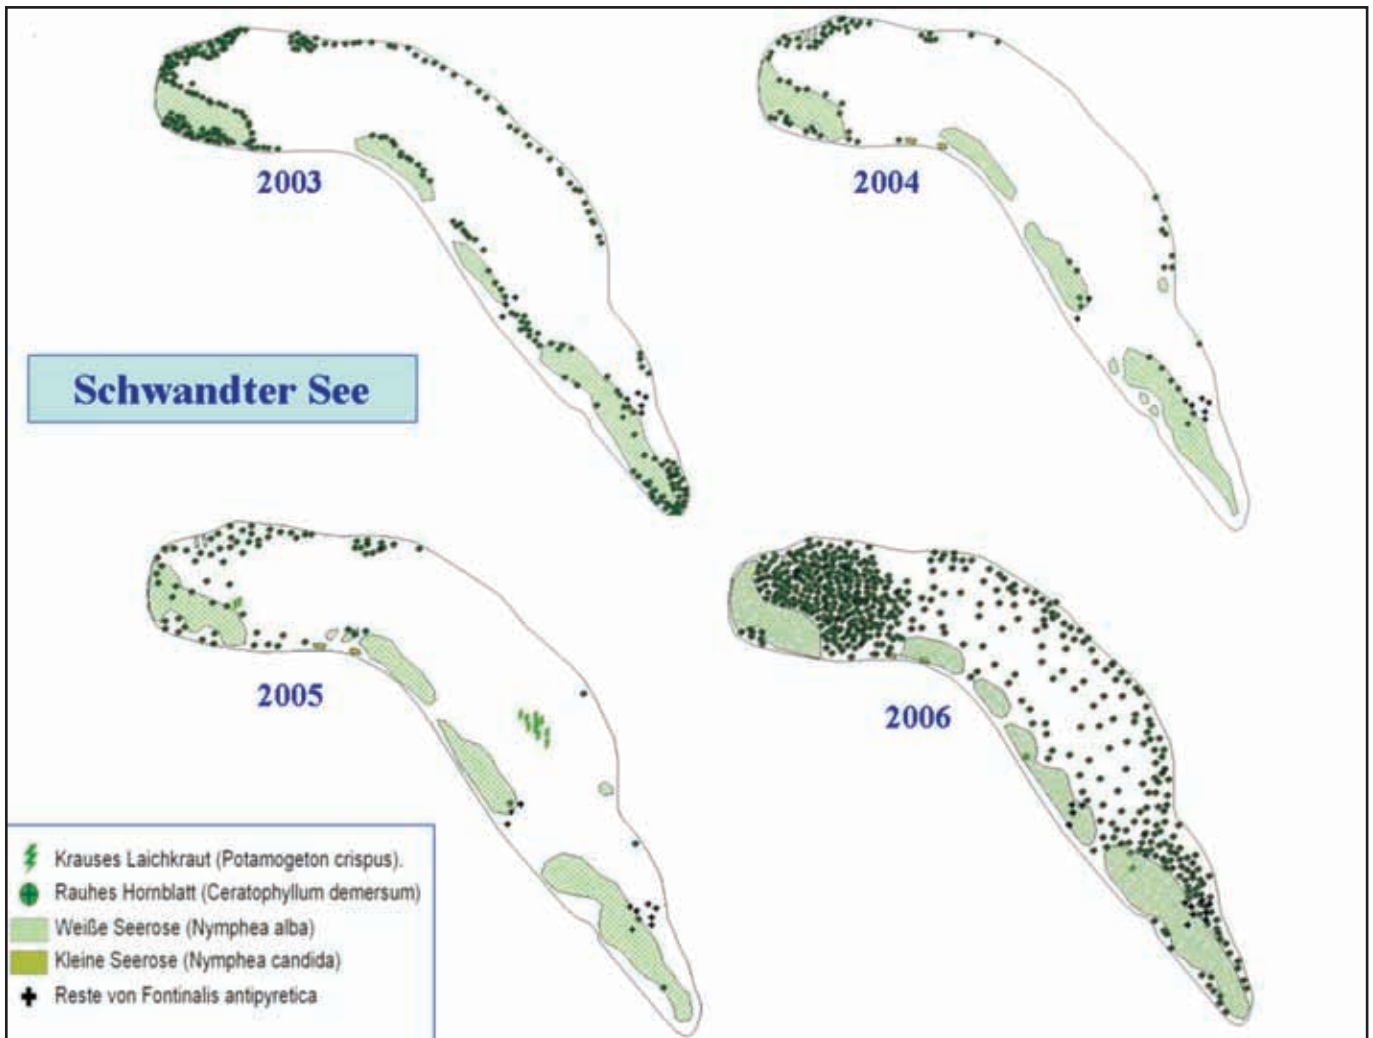 2003
2004
Schwandter See
2005
2006
Krauses Laichkraut (Potamogeton crispus).
Rauhes Hornblatt (Ceratophyllum demersum)
Weiße Seerose (Nymphea alba)
Kleine Seerose (Nymphea candida)
Reste von Fontinalis antipyretica